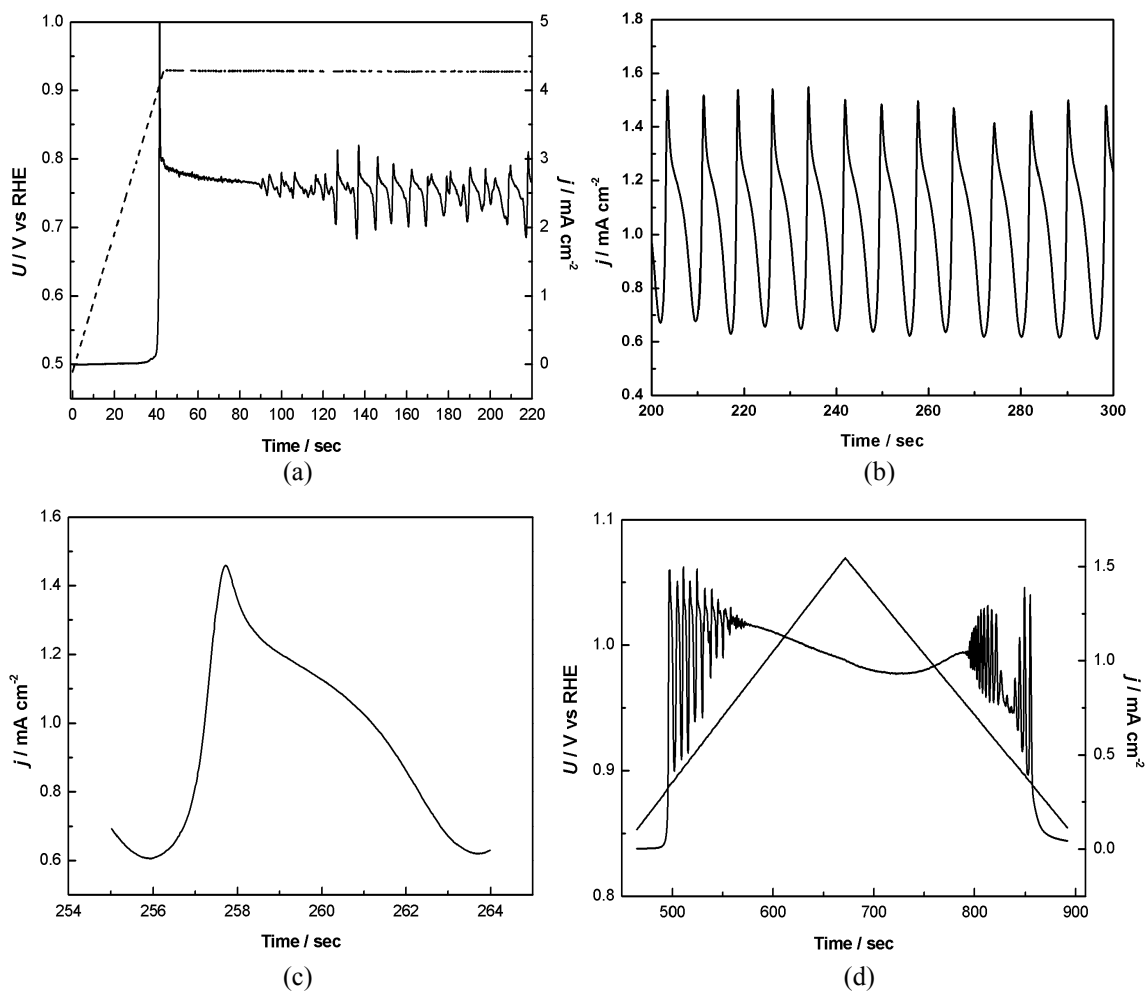 1.0
0.9
0.8
0.7
0.6
0.5
U / V vs RHE
5
4
3
2
1
0
j / mA cm-2
0 20 40 60 80 100 120 140 160 180 200 220
Time / sec
(a)
1.8
1.6
1.4
1.2
1.0
1.8
0.6
0.4
j / mA cm-2
200 220 240 260 280 300
Time / sec
(b)
1.6
1.4
1.2
1.0
0.8
0.6
j / mA cm-2
254 256 258 260 262 264
Time / sec
(c)
1.1
1.0
0.9
0.8
U / V vs RHE
1.5
1.0
0.5
0.0
j / mA cm-2
500 600 700 800 900
Time / sec
(d)